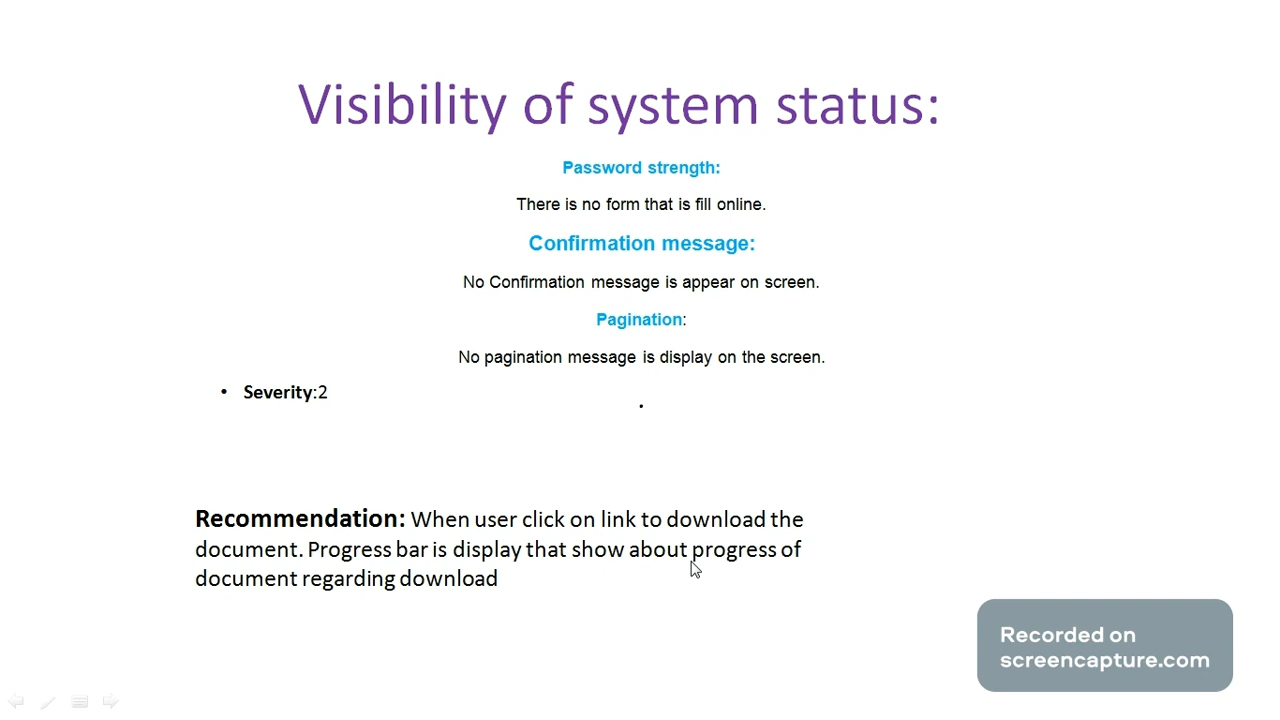 Visibility of system status:
Password strength:
There is no form that is fill online.
Confirmation message:
No Confirmation message is appear on screen.
Pagination:
No pagination message is display on the screen.
• Severity:2
.
Recommendation: When user click on link to download the
document. Progress bar is display that show about progress of
document regarding download
Recorded on
screencapture.com